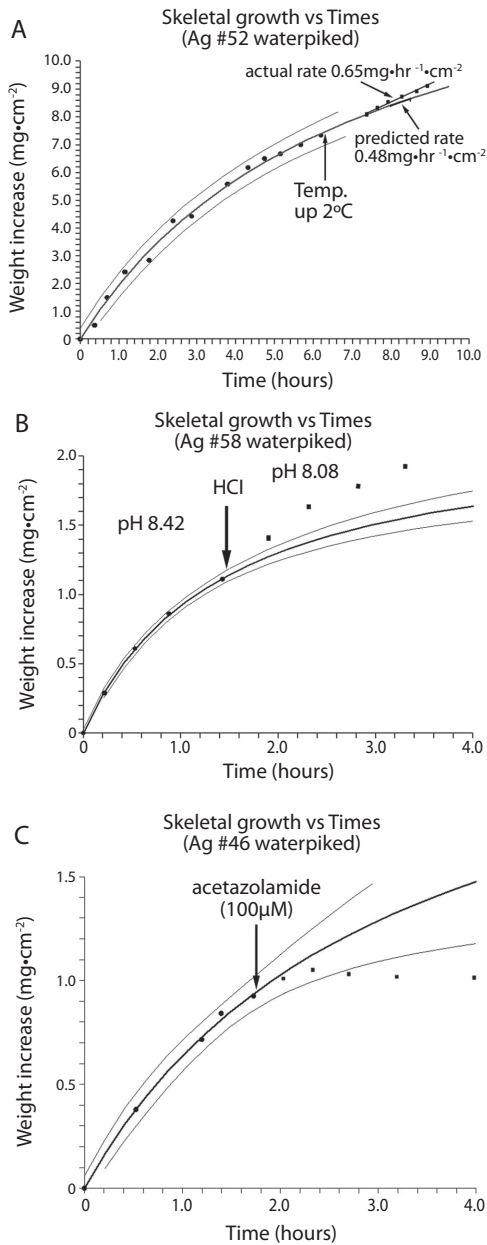 A
Skeletal growth vs Times
(Ag #52 waterpiked)
Weight increase (mg•cm-2)
10.0
9.0
8.0
7.0
6.0
5.0
4.0
3.0
2.0
1.0
0
actual rate 0.65mg•hr -1•cm-2
predicted rate
0.48mg•hr -1•cm-2
Temp.
up 2ºC
0 1.0 2.0 3.0 4.0 5.0 6.0 7.0 8.0 9.0 10.0
Time (hours)
B
Skeletal growth vs Times
(Ag #58 waterpiked)
Weight increase (mg•cm-2)
2.0
1.5
1.0
0.5
0
pH 8.42
HCl
pH 8.08
0 1.0 2.0 3.0 4.0
Time (hours)
C
Skeletal growth vs Times
(Ag #46 waterpiked)
Weight increase (mg•cm-2)
1.5
1.0
0.5
0
acetazolamide
(100µM)
0 1.0 2.0 3.0 4.0
Time (hours)